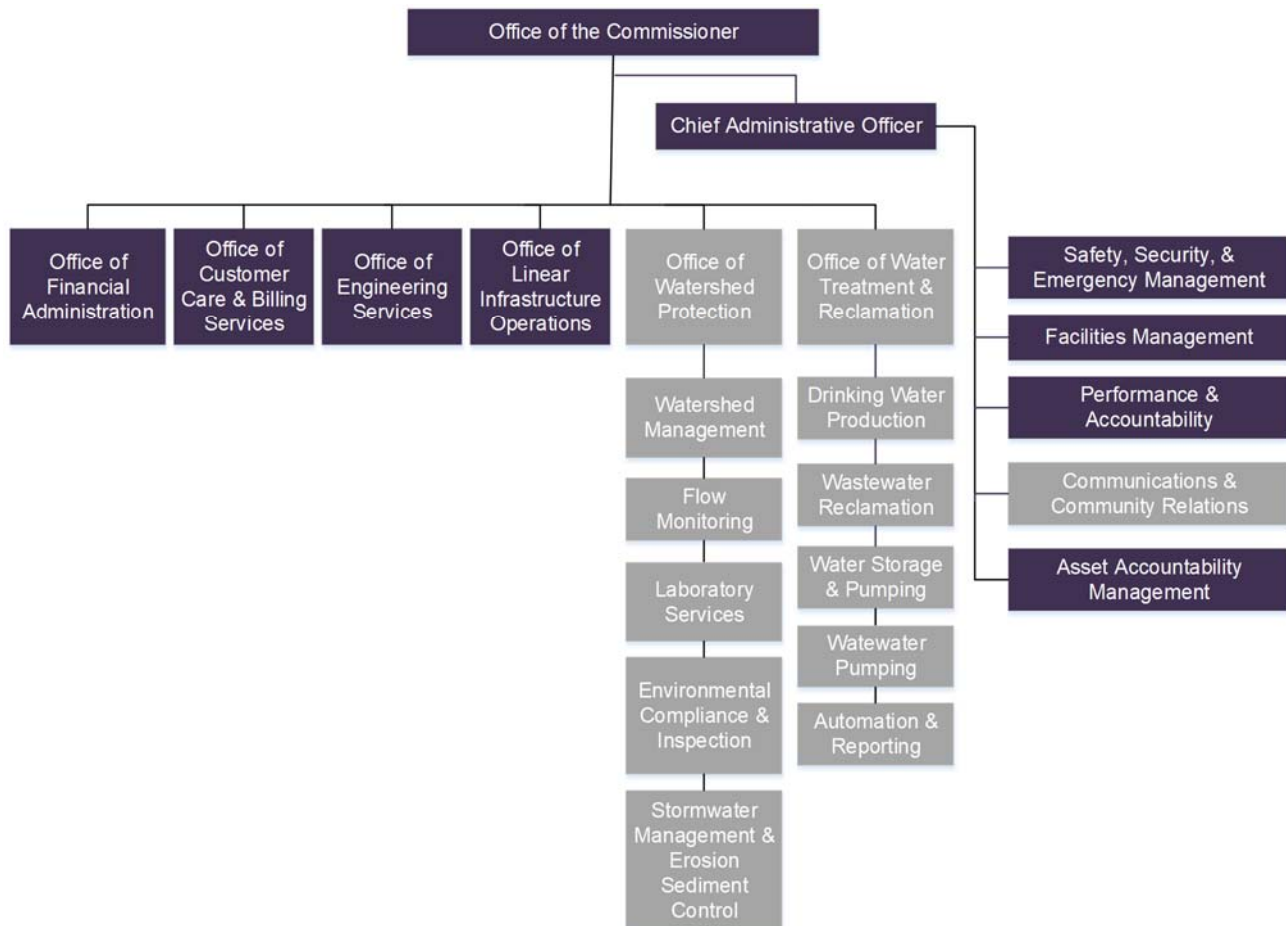 Office of the Commissioner
Chief Administrative Officer
Office of
Financial
Administration
Office of
Customer
Care & Billing
Services
Office of
Engineering
Services
Office of
Linear
Infrastructure
Operations
Office of
Watershed
Protection
Office of Water
Treatment &
Reclamation
Safety, Security, &
Emergency Management
Facilities Management
Performance &
Accountability
Communications &
Community Relations
Asset Accountability
Management
Watershed
Management
Flow
Monitoring
Laboratory
Services
Environmental
Compliance &
Inspection
Stormwater
Management &
Erosion
Sediment
Control
Drinking Water
Production
Wastewater
Reclamation
Water Storage
& Pumping
Watewater
Pumping
Automation &
Reporting